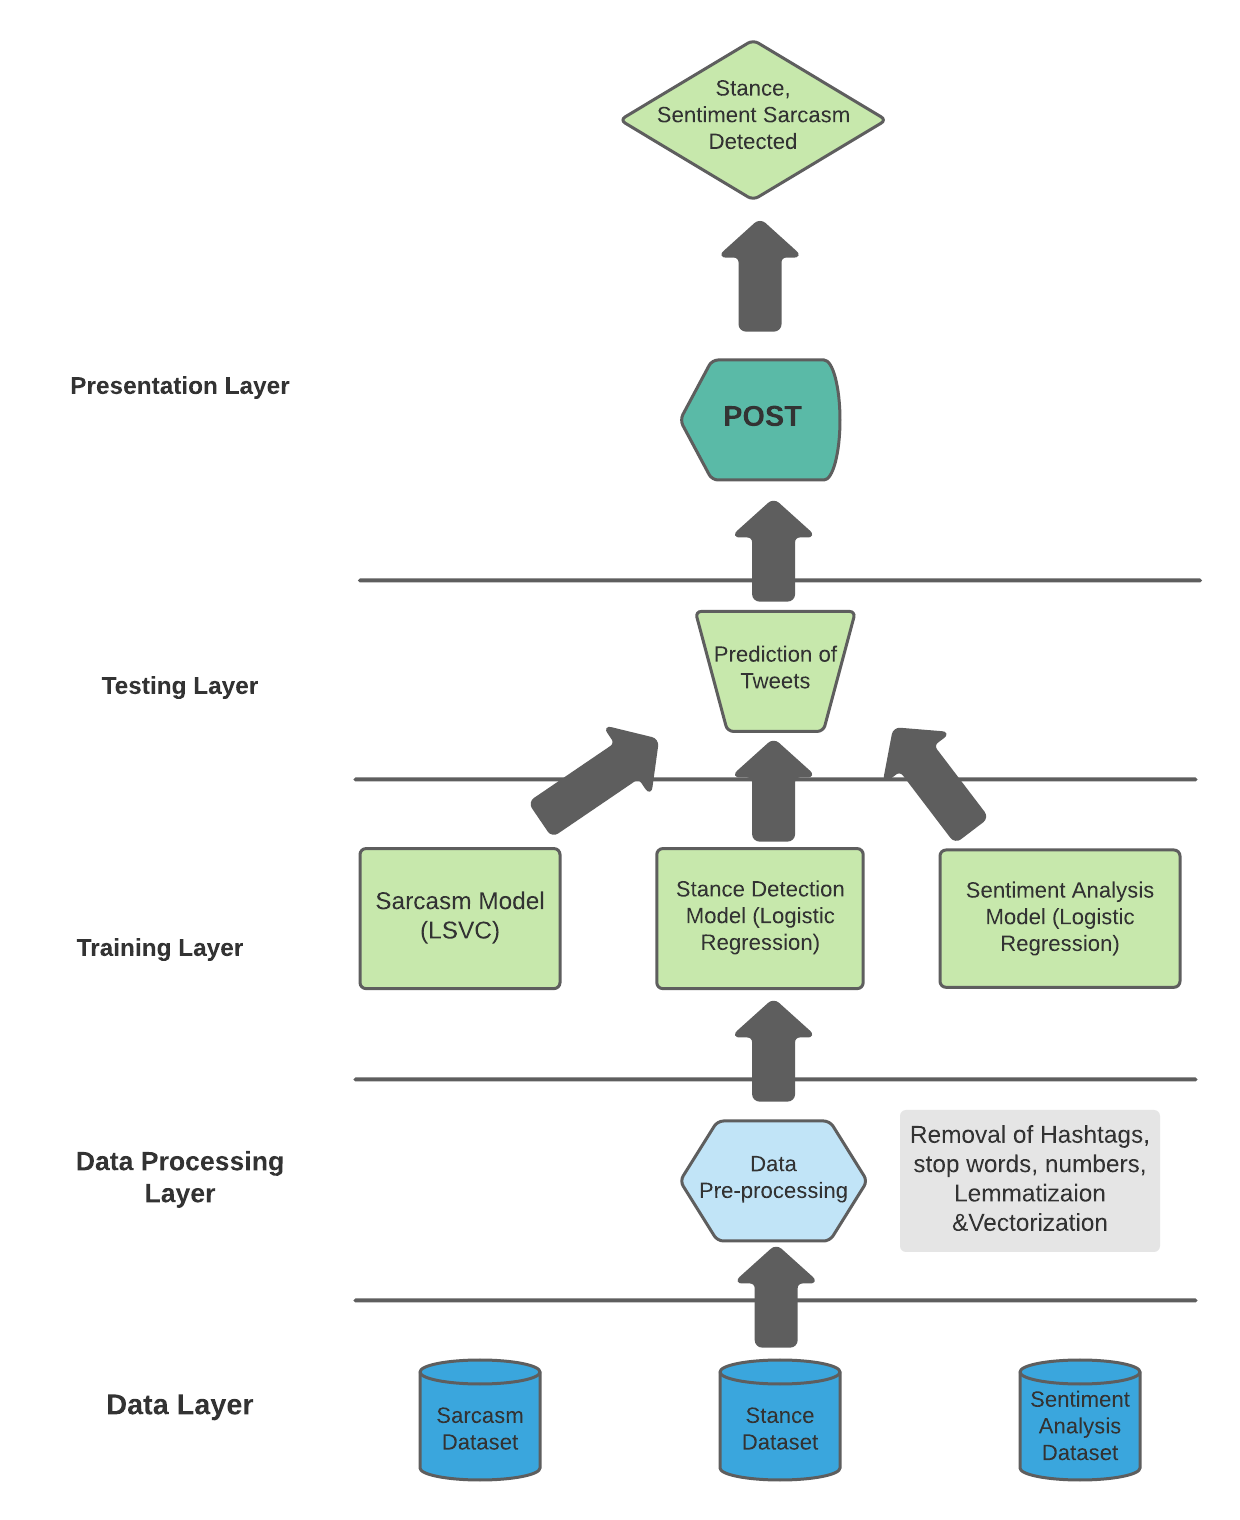 Stance,
Sentiment Sarcasm
Detected
Presentation Layer
POST
Testing Layer
Prediction of
Tweets
Training Layer
Sarcasm Model
(LSVC)
Stance Detection
Model (Logistic
Regression)
Sentiment Analysis
Model (Logistic
Regression)
Data Processing
Layer
Data
Pre-processing
Removal of Hashtags,
stop words, numbers,
Lemmatizaion
&Vectorization
Data Layer
Sarcasm
Dataset
Stance
Dataset
Sentiment
Analysis
Dataset